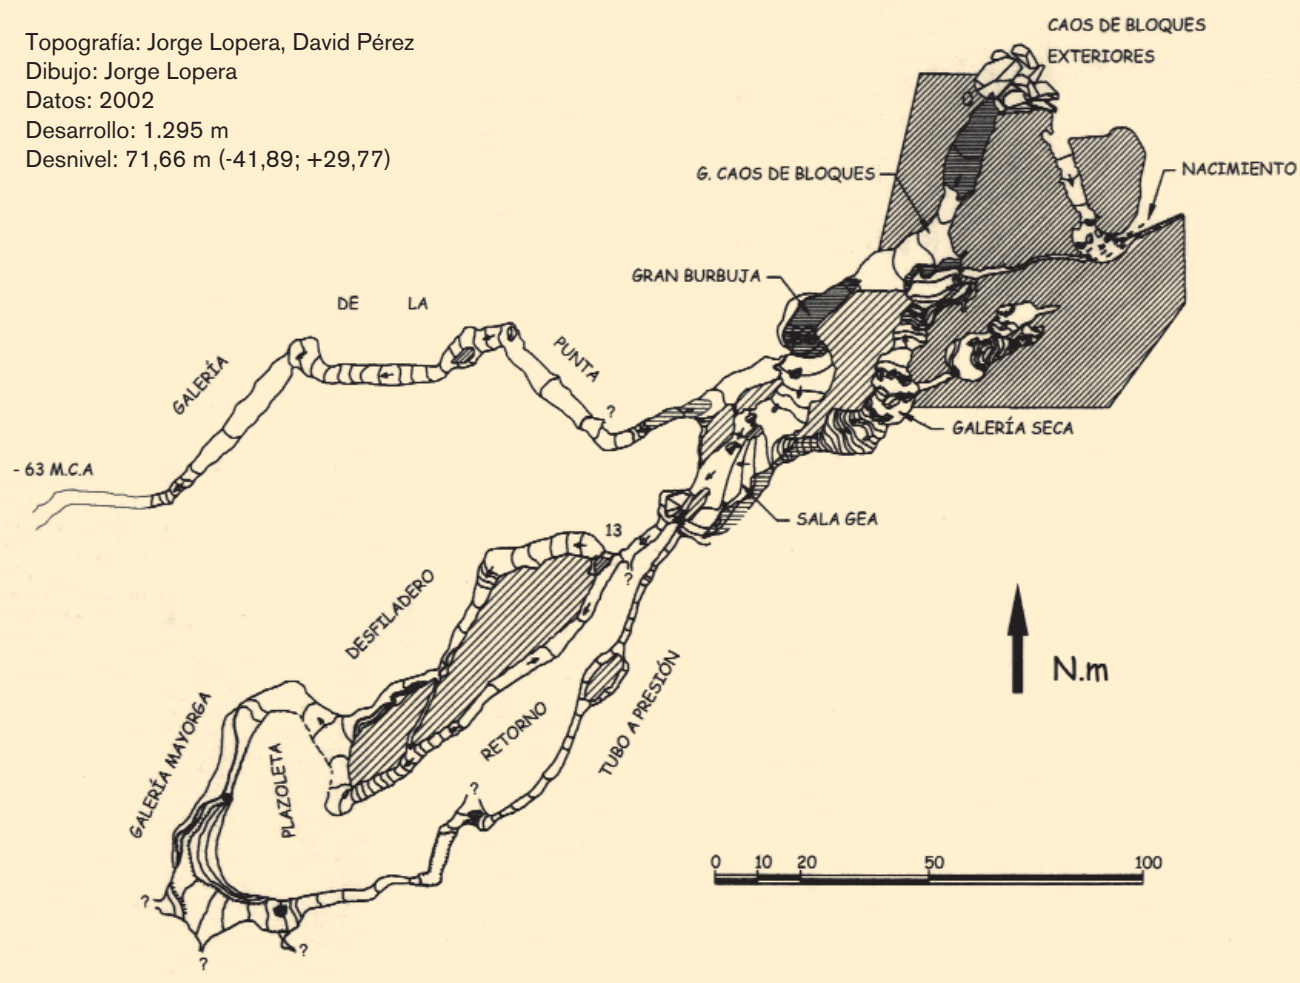 Topografía: Jorge Lopera, David Pérez
Dibujo: Jorge Lopera
Datos: 2002
Desarrollo: 1.295 m
Desnivel: 71,66 m (-41,89; +29,77)
CAOS DE BLOQUES
EXTERIORES
G. CAOS DE BLOQUES
NACIMIENTO
GRAN BURBUJA
GALERÍA
DE LA
PUNTA
?
- 63 M.C.A
GALERÍA SECA
SALA GEA
13
?
DESFILADERO
RETORNO
TUBO A PRESIÓN
GALERÍA MAYORGA
PLAZOLETA
?
?
?
?
N.m
0 10 20 50 100